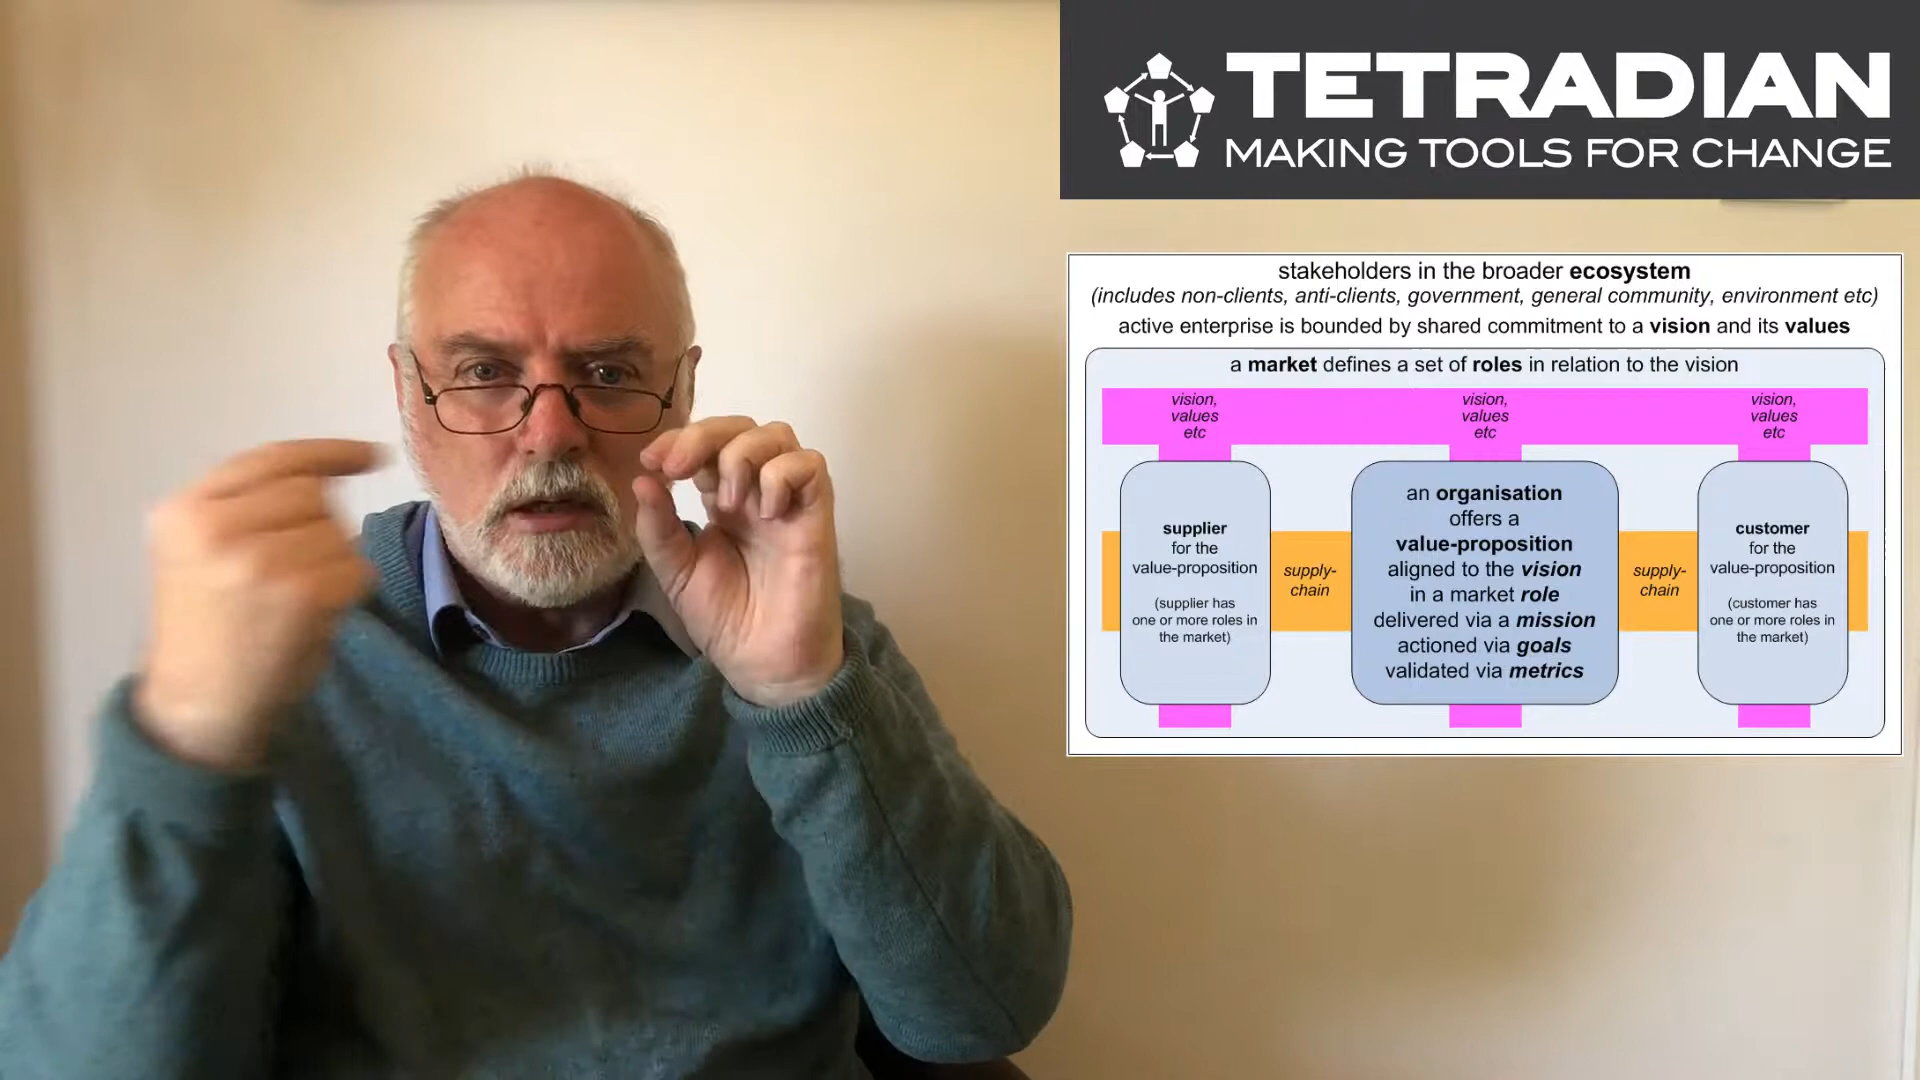 TETRADIAN
MAKING TOOLS FOR CHANGE
stakeholders in the broader ecosystem
(includes non-clients, anti-clients, government, general community, environment etc)
active enterprise is bounded by shared commitment to a vision and its values
a market defines a set of roles in relation to the vision
vision,
values
etc
vision,
values
etc
vision,
values
etc
supplier
for the
value-proposition
(supplier has
one or more roles in
the market)
supply-
chain
an organisation
offers a
value-proposition
aligned to the vision
in a market role
delivered via a mission
actioned via goals
validated via metrics
supply-
chain
customer
for the
value-proposition
(customer has
one or more roles in
the market)